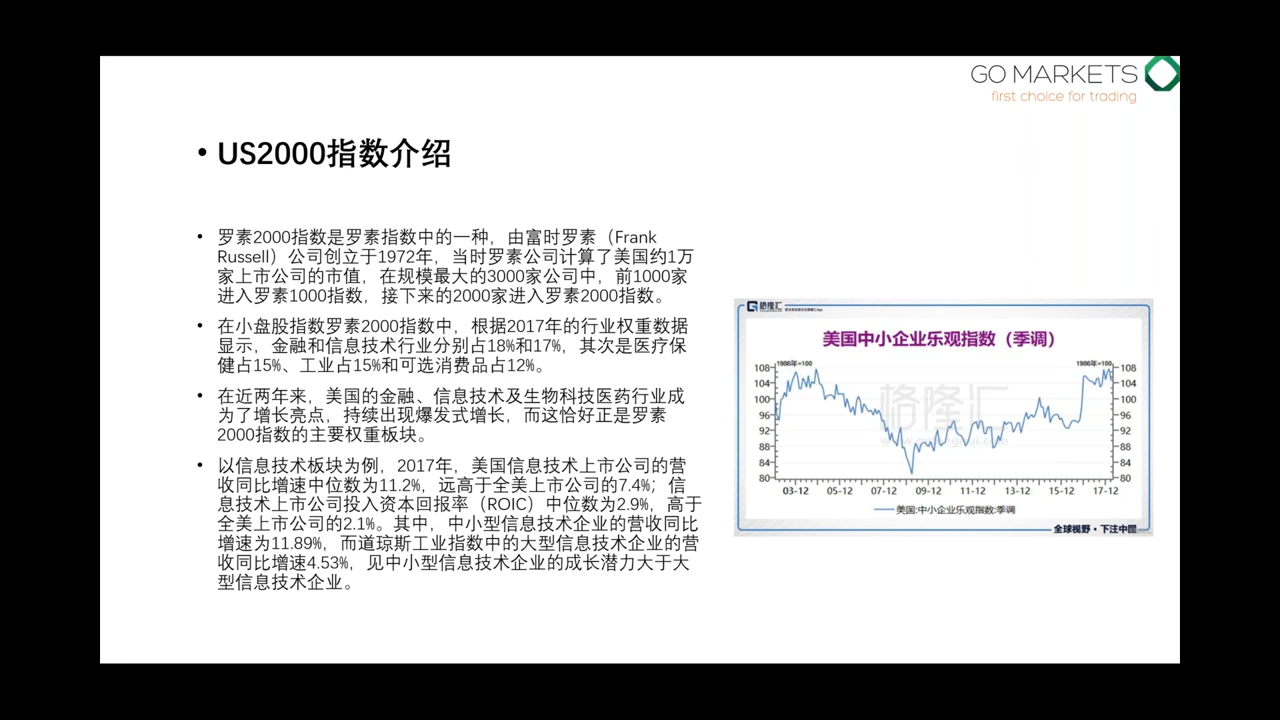 GO MARKETS
first choice for trading
• US2000指数介绍
• 罗素2000指数是罗素指数中的一种，由富时罗素（Frank
Russell）公司创立于1972年，当时罗素公司计算了美国约1万
家上市公司的市值，在规模最大的3000家公司中，前1000家
进入罗素1000指数，接下来的2000家进入罗素2000指数。
• 在小盘股指数罗素2000指数中，根据2017年的行业权重数据
显示，金融和信息技术行业分别占18%和17%，其次是医疗保
健占15%、工业占15%和可选消费品占12%。
• 在近两年来，美国的金融、信息技术及生物科技医药行业成
为了增长亮点，持续出现爆发式增长，而这恰好正是罗素
2000指数的主要权重板块。
• 以信息技术板块为例，2017年，美国信息技术上市公司的营
收同比增速中位数为11.2%，远高于全美上市公司的7.4%；信
息技术上市公司投入资本回报率（ROIC）中位数为2.9%，高于
全美上市公司的2.1%。其中，中小型信息技术企业的营收同比
增速为11.89%，而道琼斯工业指数中的大型信息技术企业的营
收同比增速4.53%，见中小型信息技术企业的成长潜力大于大
型信息技术企业。
格隆汇
美国中小企业乐观指数（季调）
1986年=100 1986年=100
108 108
104 104
100 100
96 96
92 92
88 88
84 84
80 80
格隆汇
03-12 05-12 07-12 09-12 11-12 13-12 15-12 17-12
美国:中小企业乐观指数:季调
全球视野·下注中国